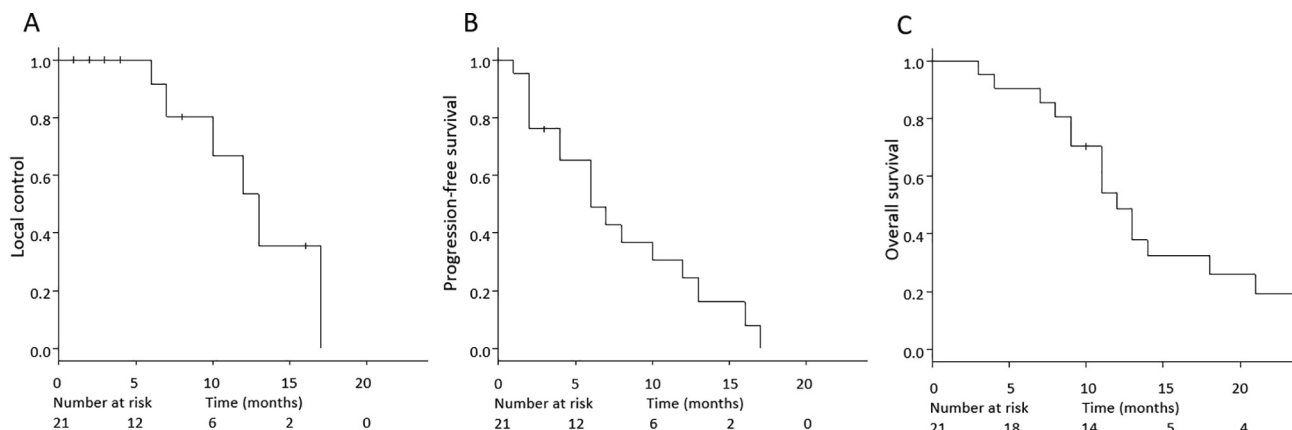 A
1.0
0.8
0.6
0.4
0.2
0.0
Local control
0 5 10 15 20
Number at risk Time (months)
21 12 6 2 0
B
1.0
0.8
0.6
0.4
0.2
0.0
Progression-free survival
0 5 10 15 20
Number at risk Time (months)
21 12 6 2 0
C
1.0
0.8
0.6
0.4
0.2
0.0
Overall survival
0 5 10 15 20
Number at risk Time (months)
21 18 14 5 4